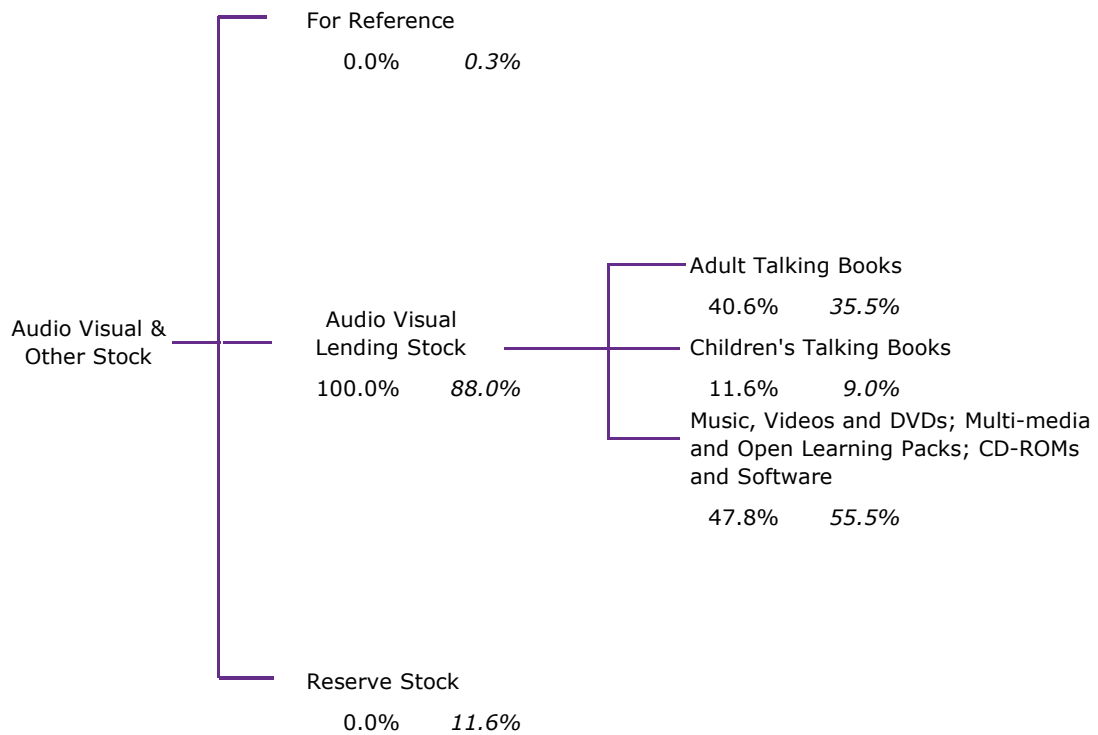 For Reference
0.0% 0.3%
Audio Visual &
Other Stock
Audio Visual
Lending Stock
100.0% 88.0%
Adult Talking Books
40.6% 35.5%
Children's Talking Books
11.6% 9.0%
Music, Videos and DVDs; Multi-media
and Open Learning Packs; CD-ROMs
and Software
47.8% 55.5%
Reserve Stock
0.0% 11.6%